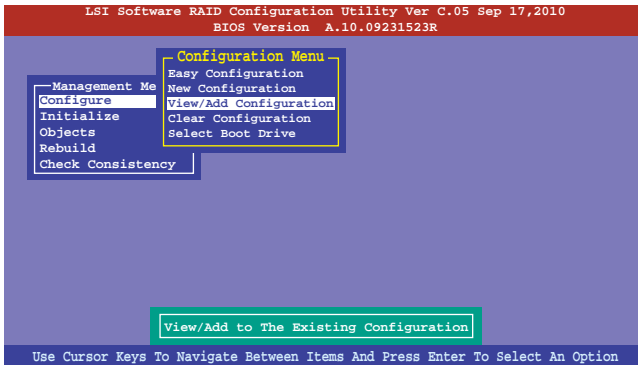 LSI Software RAID Configuration Utility Ver C.05 Sep 17,2010
BIOS Version A.10.09231523R
Configuration Menu
Easy Configuration
New Configuration
View/Add Configuration
Clear Configuration
Select Boot Drive
Management Me
Configure
Initialize
Objects
Rebuild
Check Consistency
View/Add to The Existing Configuration
Use Cursor Keys To Navigate Between Items And Press Enter To Select An Option